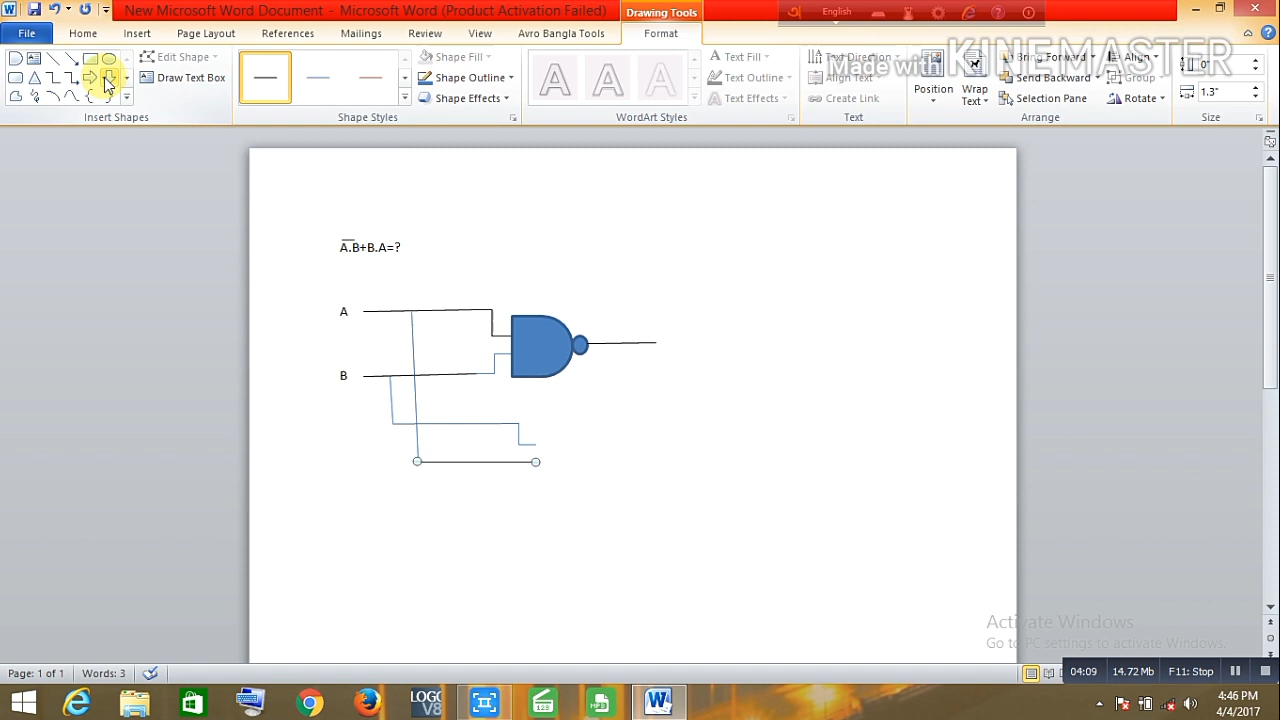 New Microsoft Word Document - Microsoft Word (Product Activation Failed)
Drawing Tools
English
File
Home
Insert
Page Layout
References
Mailings
Review
View
Avro Bangla Tools
Format
Edit Shape
Draw Text Box
Insert Shapes
Shape Fill
Shape Outline
Shape Effects
Shape Styles
A A A
Text Fill
Text Outline
Text Effects
WordArt Styles
Text Direction
Align Text
Create Link
Text
Position
Wrap
Text
Bring Forward
Send Backward
Selection Pane
Align
Group
Rotate
Arrange
0"
1.3"
Size
Made with KINEMASTER
A̅.B+B.A=?
A
B
Activate Windows
Go to PC settings to activate Windows.
Page: 1 of 1
Words: 3
04:09
14.72 Mb
F11: Stop
LOGO
V8
123
MP3
4:46 PM
4/4/2017